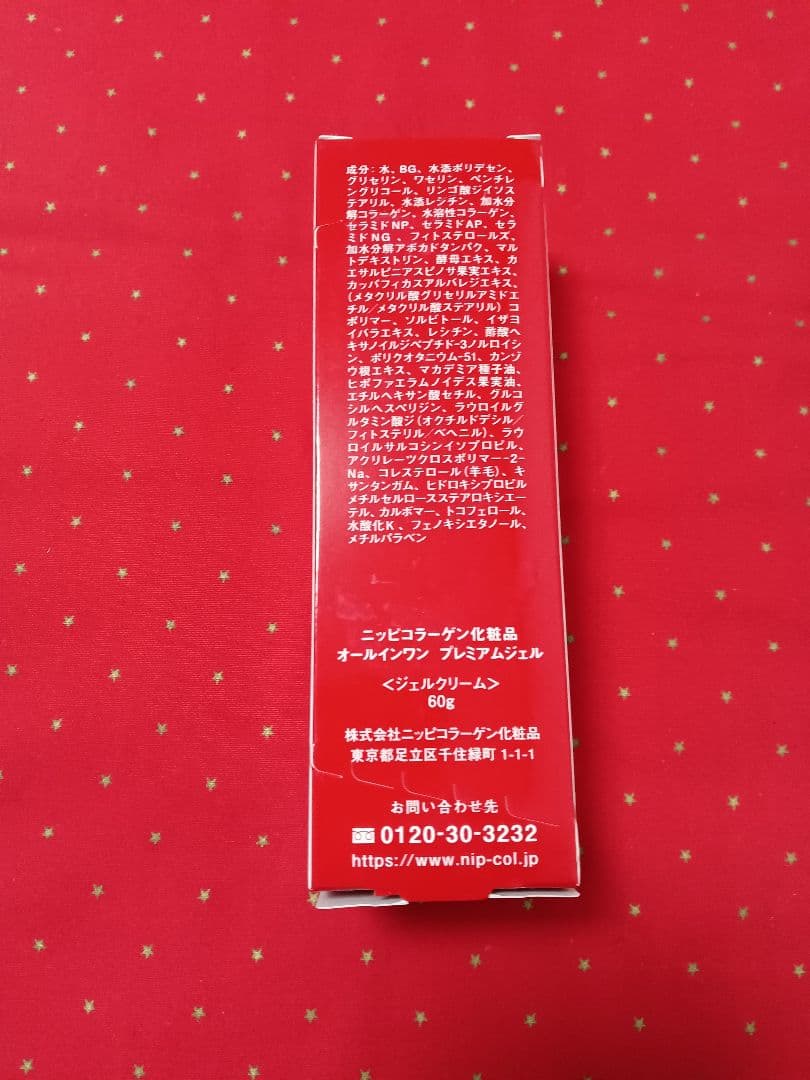 成分：水、BG、水添ポリデセン、
グリセリン、ワセリン、ペンチレ
ングリコール、リンゴ酸ジイソス
テアリル、水添レシチン、加水分
解コラーゲン、水溶性コラーゲン、
セラミドNP、セラミドAP、セラ
ミドNG、フィトステロールズ、
加水分解アボカドタンパク、マル
トデキストリン、酵母エキス、カ
エサルピニアスピノサ果実エキス、
カッパフィカスアルバレジエキス、
(メタクリル酸グリセリルアミドエ
チル/メタクリル酸ステアリル)コ
ポリマー、ソルビトール、イザヨ
イバラエキス、レシチン、酢酸ヘ
キサノイルジペプチド-3ノルロイシ
ン、ポリクオタニウム-51、カンゾ
ウ根エキス、マカデミア種子油、
ヒポファエラムノイデス果実油、
エチルヘキサン酸セチル、グルコ
シルヘスペリジン、ラウロイルグ
ルタミン酸ジ(オクチルドデシル/
フィトステリル/ベヘニル)、ラウ
ロイルサルコシンイソプロピル、
アクリレーツクロスポリマー-2-
Na、コレステロール(羊毛)、キ
サンタンガム、ヒドロキシプロピル
メチルセルロースステアロキシエー
テル、カルボマー、トコフェロール、
水酸化K、フェノキシエタノール、
メチルパラベン
ニッピコラーゲン化粧品
オールインワン プレミアムジェル
＜ジェルクリーム＞
60g
株式会社ニッピコラーゲン化粧品
東京都足立区千住緑町 1-1-1
お問い合わせ先
0120-30-3232
https://www.nip-col.jp